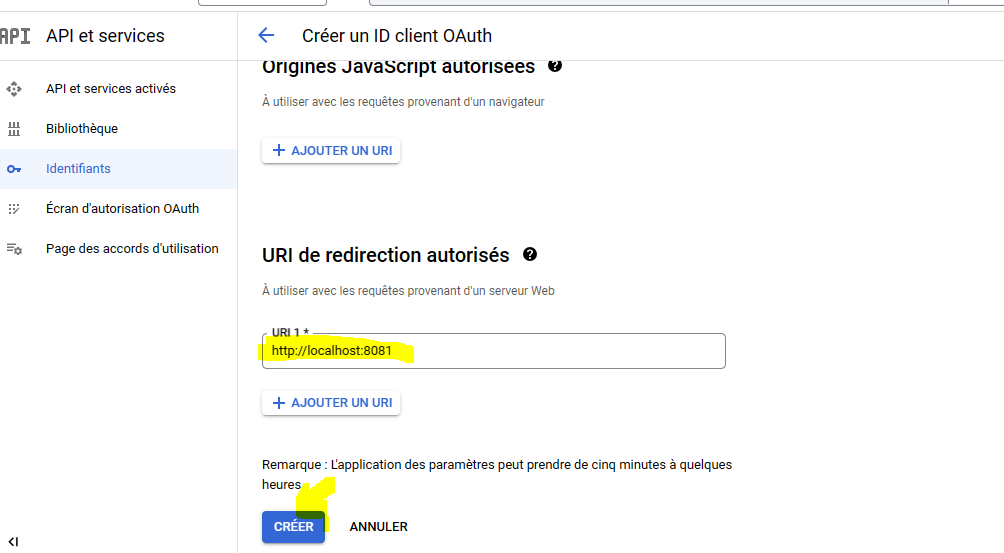 API API et services
Créer un ID client OAuth
API et services activés
Bibliothèque
Identifiants
Écran d'autorisation OAuth
Page des accords d'utilisation
Origines JavaScript autorisées
À utiliser avec les requêtes provenant d'un navigateur
AJOUTER UN URI
URI de redirection autorisés
À utiliser avec les requêtes provenant d'un serveur Web
URI 1 *
http://localhost:8081
AJOUTER UN URI
Remarque : L'application des paramètres peut prendre de cinq minutes à quelques
heures
CRÉER ANNULER